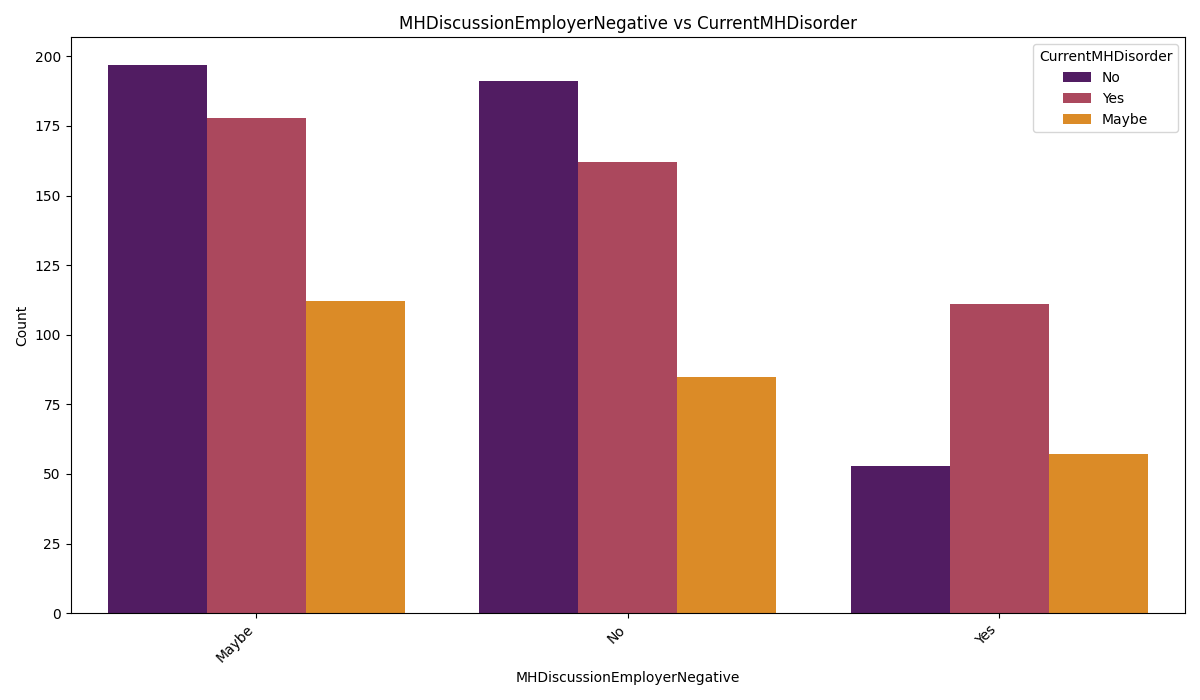 MHDiscussionEmployerNegative vs CurrentMHDisorder
CurrentMHDisorder
No
Yes
Maybe
200
175
150
125
100
75
50
25
0
Count
Maybe
No
Yes
MHDiscussionEmployerNegative